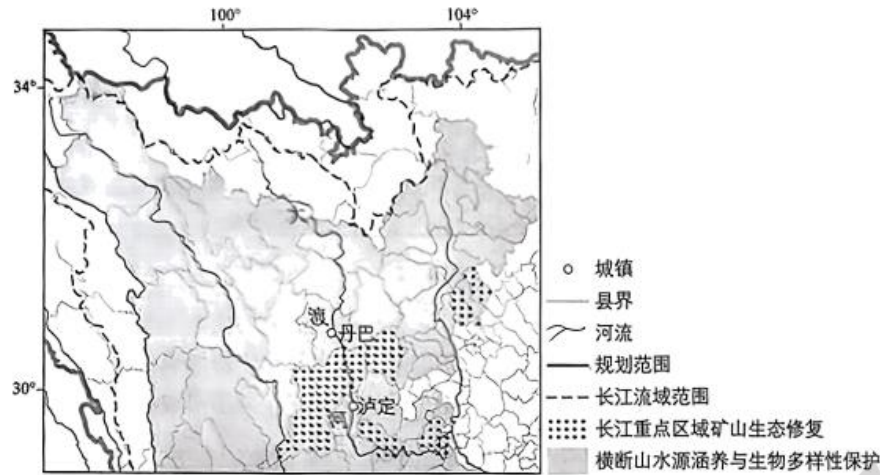 100°
104°
34°
30°
渡
丹巴
泸定
河
城镇
县界
河流
规划范围
长江流域范围
长江重点区域矿山生态修复
横断山水源涵养与生物多样性保护